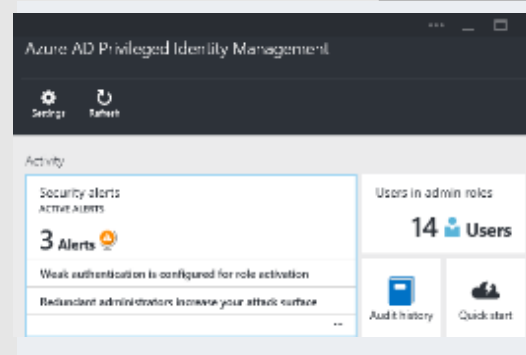 Azure AD Privileged Identity Management
Settings
Refresh
Activity
Security alerts
ACTIVE ALERTS
3 Alerts
Weak authentication is configured for role activation
Redundant administrators increase your attack surface
Users in admin roles
14 Users
Audit history
Quick start